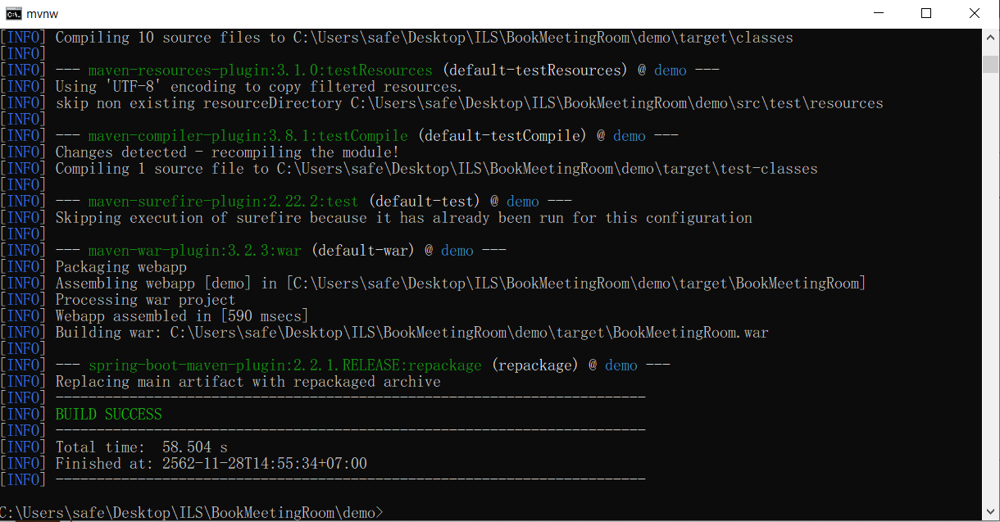 mvnw
[INFO] Compiling 10 source files to C:\Users\safe\Desktop\ILS\BookMeetingRoom\demo\target\classes
[INFO]
[INFO] --- maven-resources-plugin:3.1.0:testResources (default-testResources) @ demo ---
[INFO] Using 'UTF-8' encoding to copy filtered resources.
[INFO] skip non existing resourceDirectory C:\Users\safe\Desktop\ILS\BookMeetingRoom\demo\src\test\resources
[INFO]
[INFO] --- maven-compiler-plugin:3.8.1:testCompile (default-testCompile) @ demo ---
[INFO] Changes detected - recompiling the module!
[INFO] Compiling 1 source file to C:\Users\safe\Desktop\ILS\BookMeetingRoom\demo\target\test-classes
[INFO]
[INFO] --- maven-surefire-plugin:2.22.2:test (default-test) @ demo ---
[INFO] Skipping execution of surefire because it has already been run for this configuration
[INFO]
[INFO] --- maven-war-plugin:3.2.3:war (default-war) @ demo ---
[INFO] Packaging webapp
[INFO] Assembling webapp [demo] in [C:\Users\safe\Desktop\ILS\BookMeetingRoom\demo\target\BookMeetingRoom]
[INFO] Processing war project
[INFO] Webapp assembled in [590 msecs]
[INFO] Building war: C:\Users\safe\Desktop\ILS\BookMeetingRoom\demo\target\BookMeetingRoom.war
[INFO]
[INFO] --- spring-boot-maven-plugin:2.2.1.RELEASE:repackage (repackage) @ demo ---
[INFO] Replacing main artifact with repackaged archive
[INFO] ------------------------------------------------------------------------
[INFO] BUILD SUCCESS
[INFO] ------------------------------------------------------------------------
[INFO] Total time:  58.504 s
[INFO] Finished at: 2562-11-28T14:55:34+07:00
[INFO] ------------------------------------------------------------------------
C:\Users\safe\Desktop\ILS\BookMeetingRoom\demo>